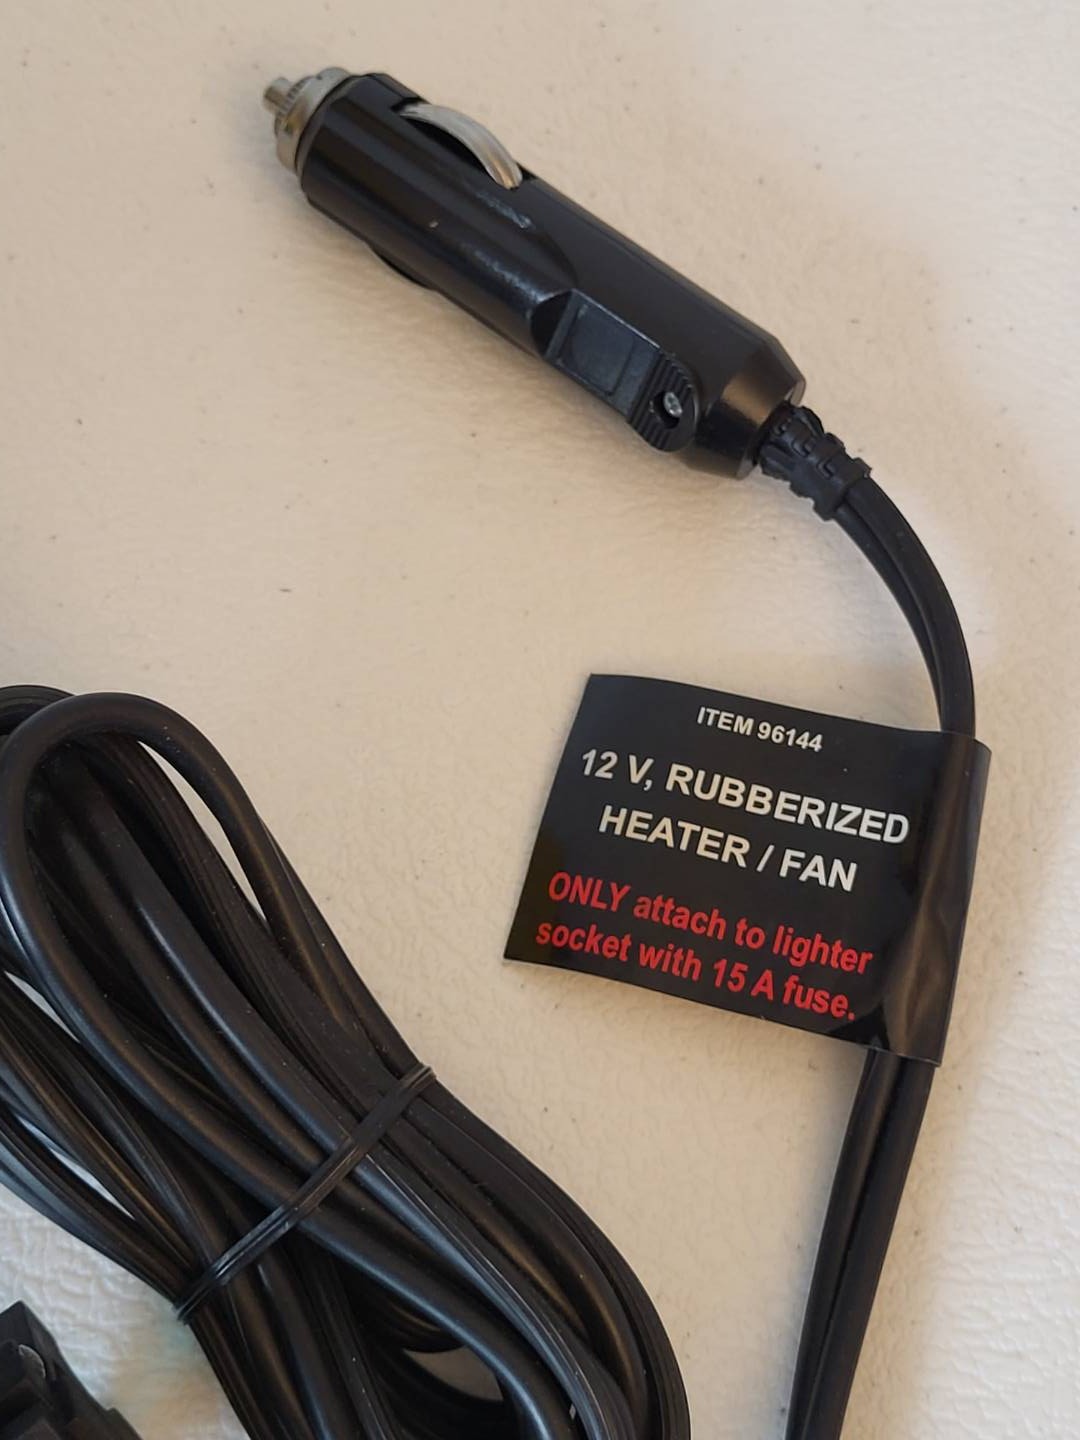 ITEM 96144
12 V, RUBBERIZED
HEATER / FAN
ONLY attach to lighter
socket with 15 A fuse.